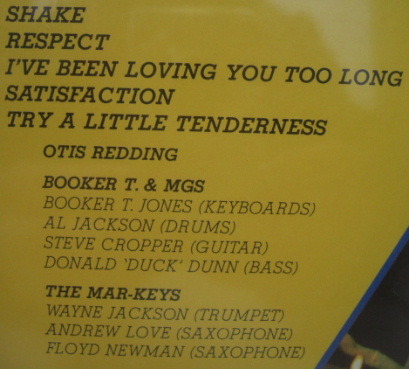 SHAKE
RESPECT
I'VE BEEN LOVING YOU TOO LONG
SATISFACTION
TRY A LITTLE TENDERNESS
OTIS REDDING
BOOKER T. & MGS
BOOKER T. JONES (KEYBOARDS)
AL JACKSON (DRUMS)
STEVE CROPPER (GUITAR)
DONALD 'DUCK' DUNN (BASS)
THE MAR-KEYS
WAYNE JACKSON (TRUMPET)
ANDREW LOVE (SAXOPHONE)
FLOYD NEWMAN (SAXOPHONE)